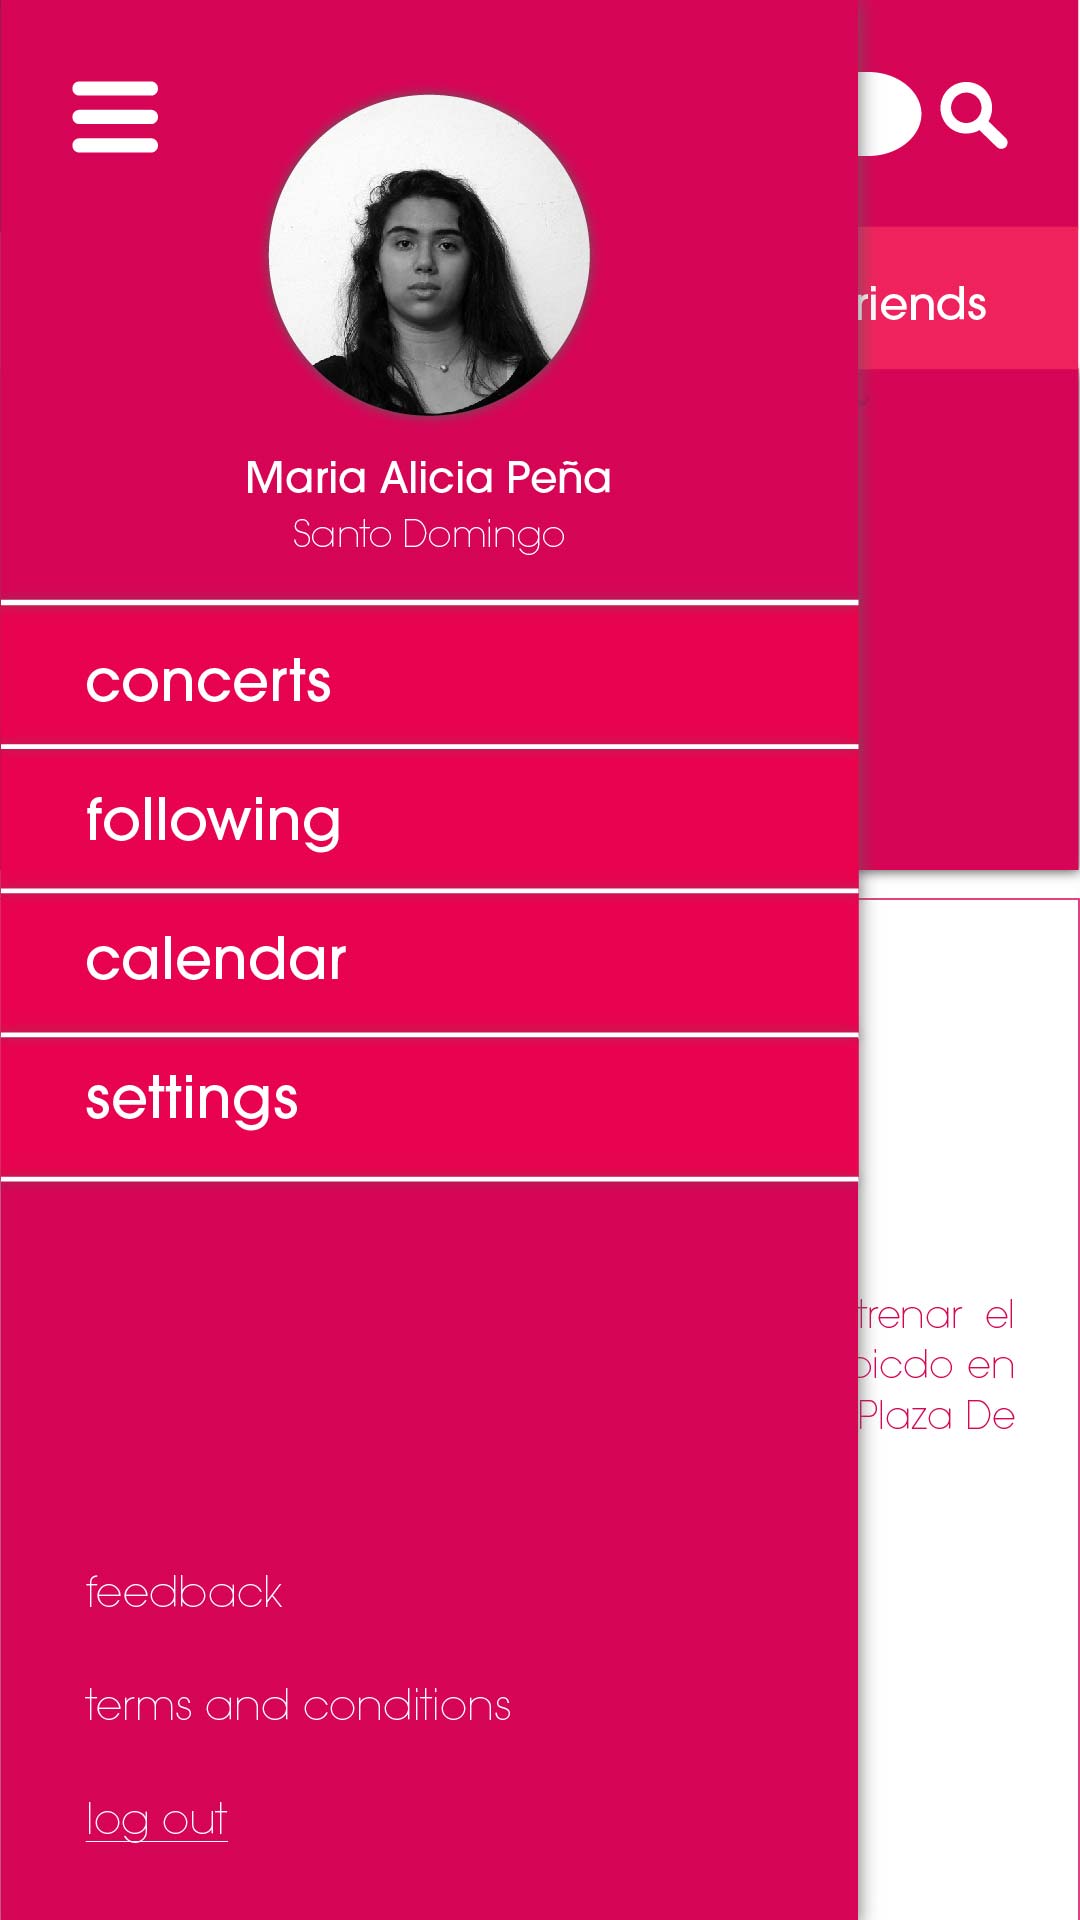 riends
Maria Alicia Peña
Santo Domingo
concerts
following
calendar
settings
trenar el
picdo en
Plaza De
feedback
terms and conditions
log out